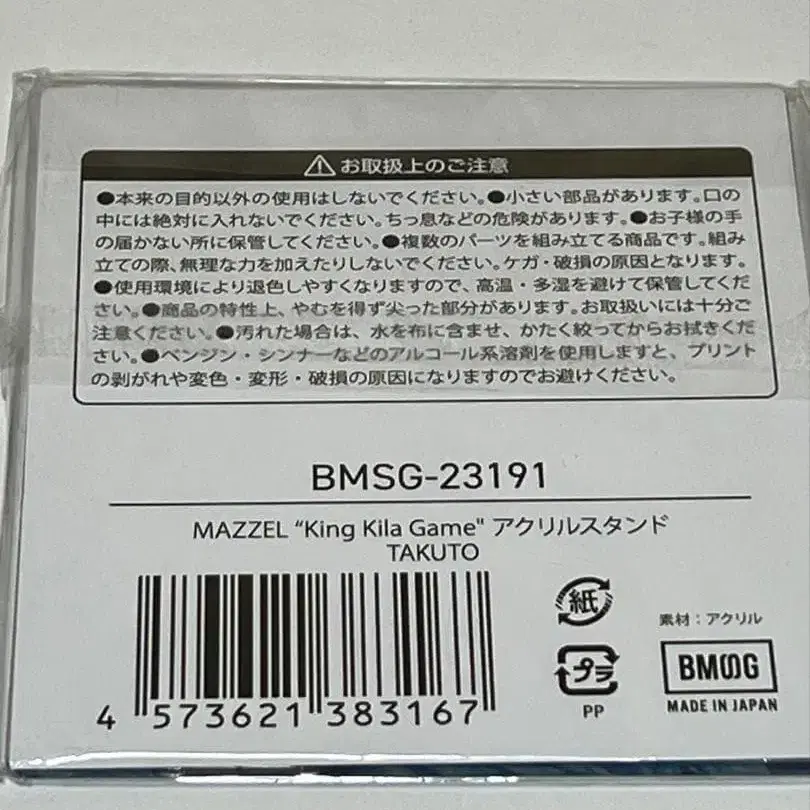 ⚠ お取扱上のご注意
●本来の目的以外の使用はしないでください。●小さい部品があります。口の
中には絶対に入れないでください。ちっ息などの危険があります。●お子様の手
の届かない所に保管してください。●複数のパーツを組み立てる商品です。組み
立ての際、無理な力を加えたりしないでください。ケガ・破損の原因となります。
●使用環境により退色しやすくなりますので、高温・多湿を避けて保管してくだ
さい。●商品の特性上、やむを得ず尖った部分があります。お取扱いには十分ご
注意ください。●汚れた場合は、水を布に含ませ、かたく絞ってからお拭きくだ
さい。●ベンジン・シンナーなどのアルコール系溶剤を使用しますと、プリント
の剥がれや変色・変形・破損の原因になりますのでお避けください。
BMSG-23191
MAZZEL “King Kila Game" アクリルスタンド
TAKUTO
4 573621 383167
紙
プラ
PP
素材：アクリル
BMSG
MADE IN JAPAN